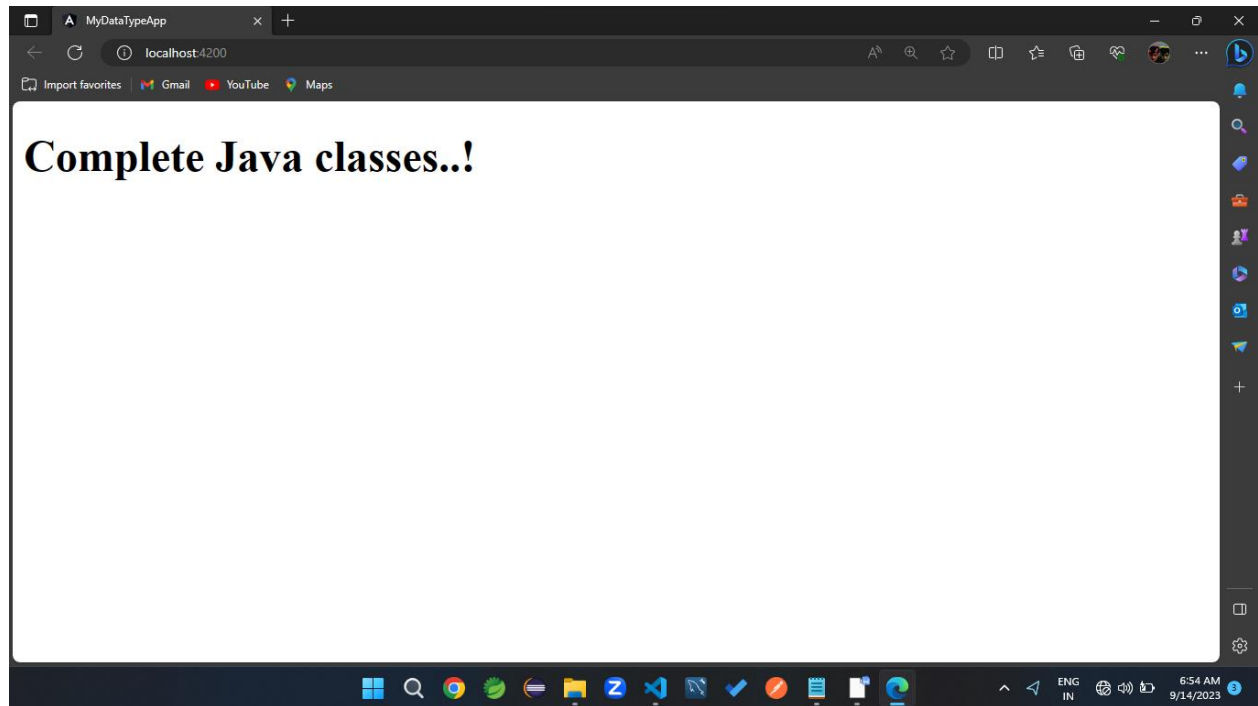 MyDataTypeApp
localhost:4200
Import favorites Gmail YouTube Maps
Complete Java classes..!
ENG 6:54 AM
IN 9/14/2023 3